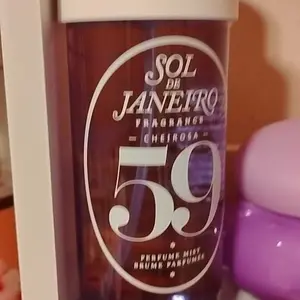 SOL
DE
JANEIRO
FRAGRANCE
CHEIROSA
59
PERFUME MIST
BRUME PARFUMÉE